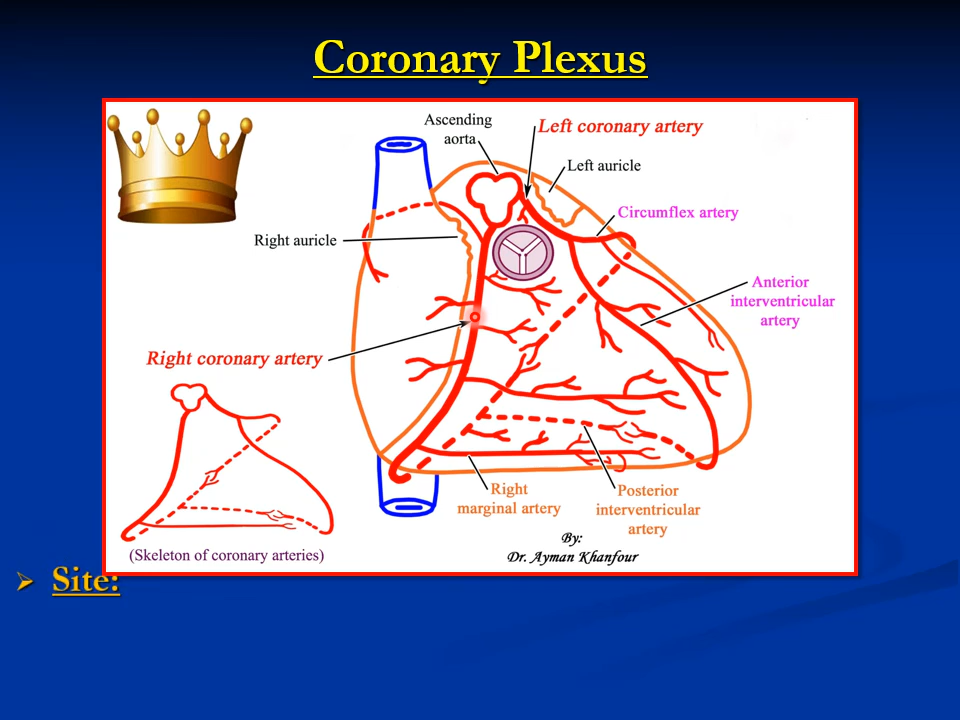 Coronary Plexus
Ascending
aorta
Left coronary artery
Left auricle
Circumflex artery
Right auricle
Anterior
interventricular
artery
Right coronary artery
Right
marginal artery
Posterior
interventricular
artery
(Skeleton of coronary arteries)
By:
Dr. Ayman Khanfour
Site: